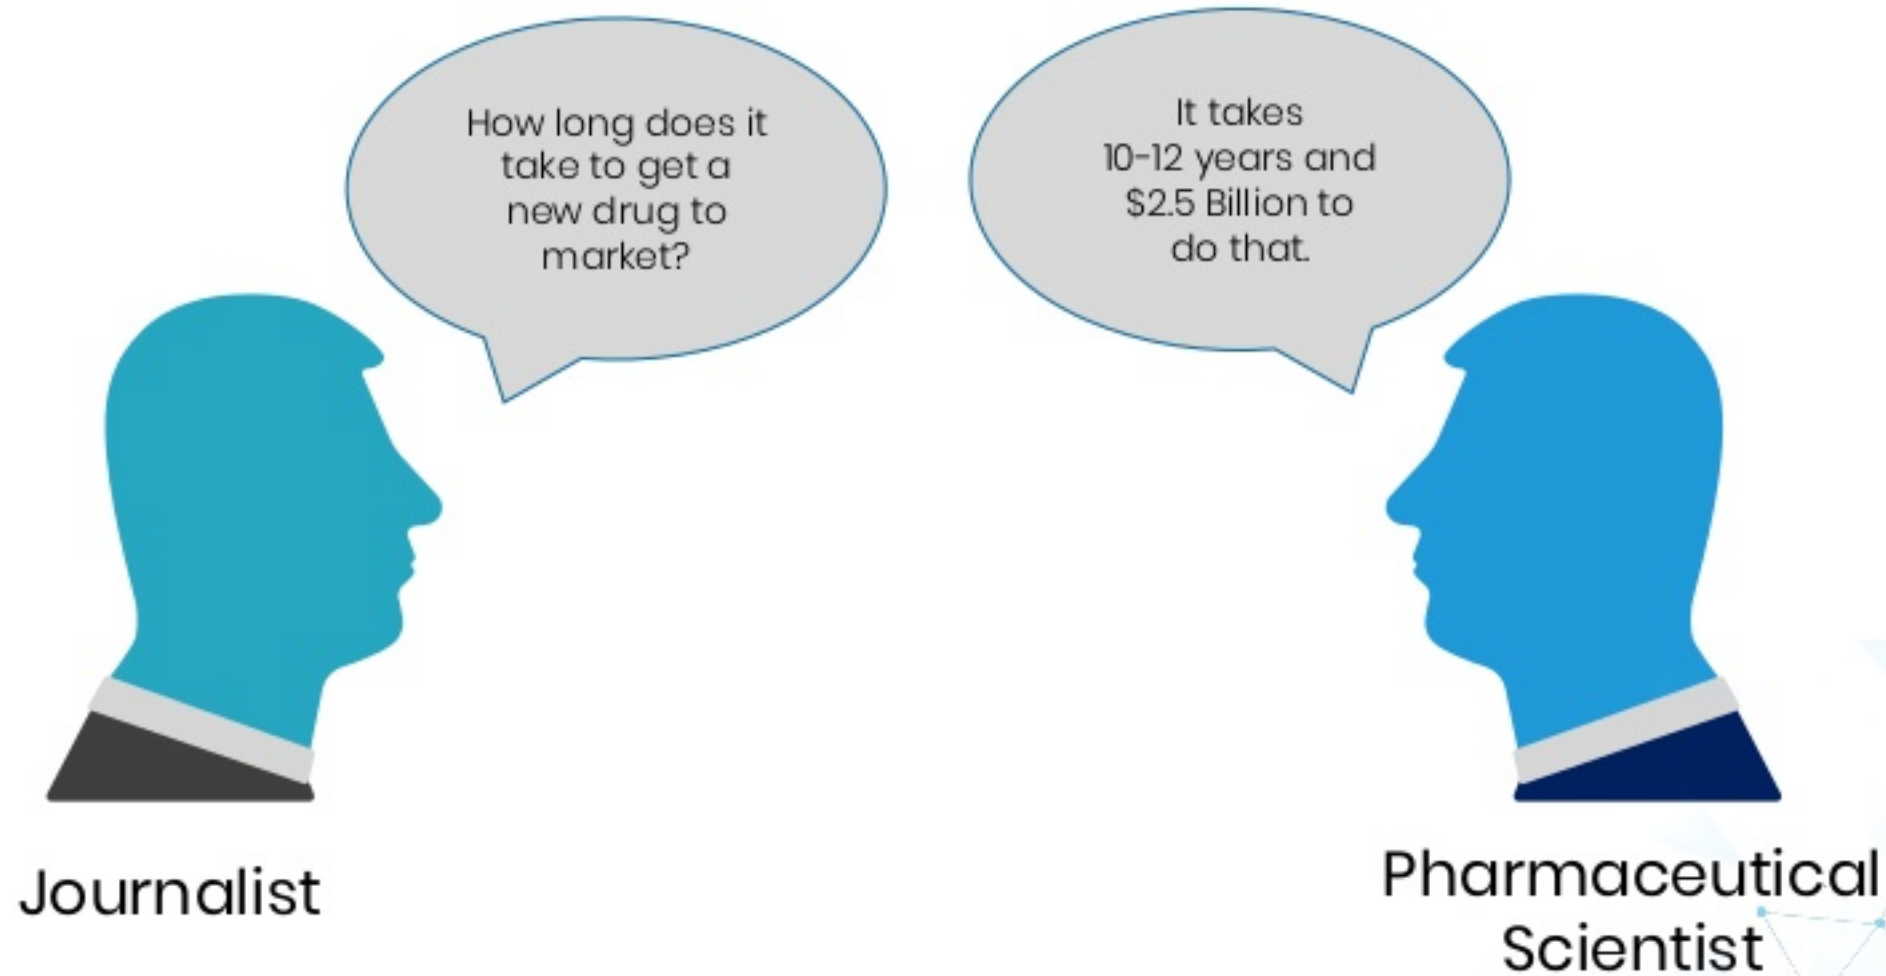 How long does it
take to get a
new drug to
market?
It takes
10-12 years and
$2.5 Billion to
do that.
Journalist
Pharmaceutical
Scientist